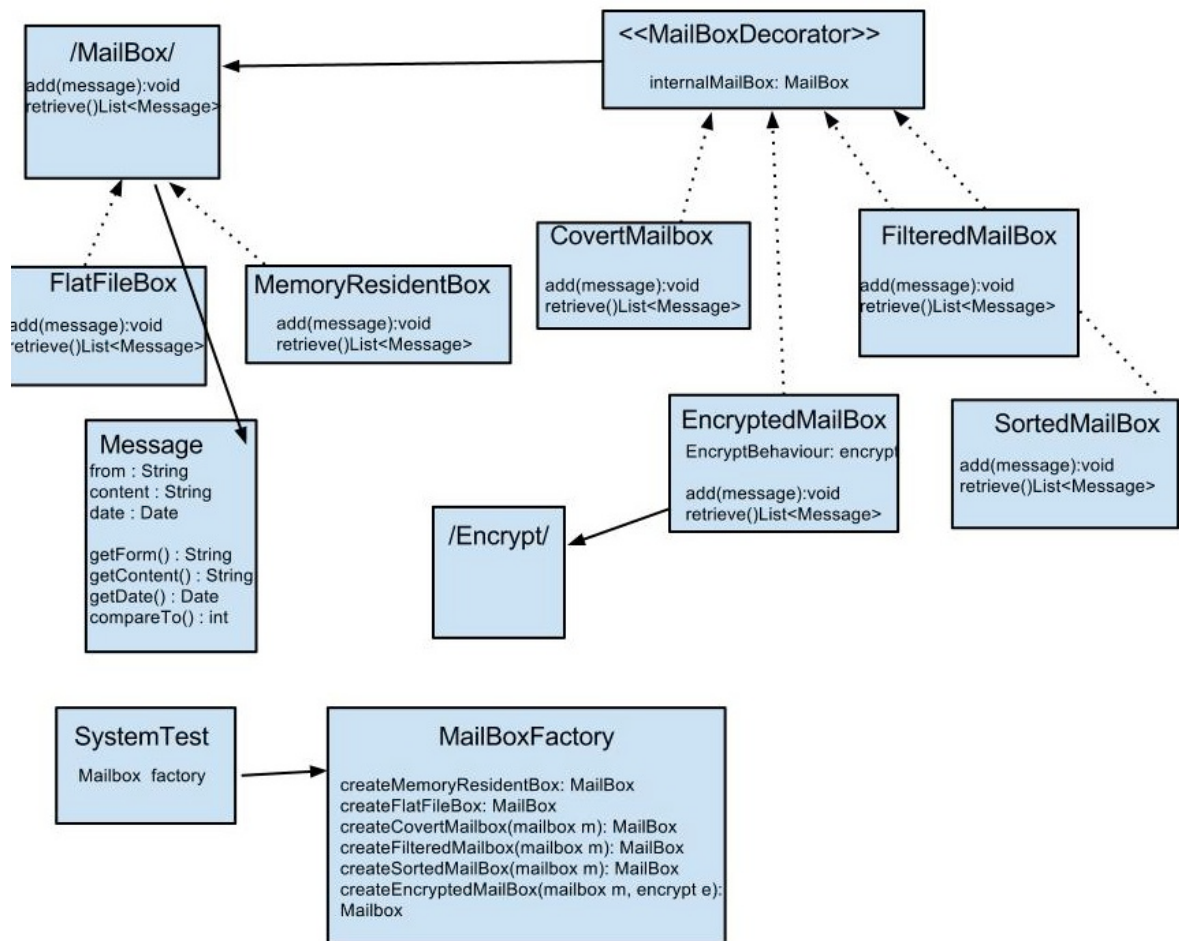 /MailBox/
add(message):void
retrieve()List<Message>
<<MailBoxDecorator>>
internalMailBox: MailBox
FlatFileBox
add(message):void
retrieve()List<Message>
MemoryResidentBox
add(message):void
retrieve()List<Message>
CovertMailbox
add(message):void
retrieve()List<Message>
FilteredMailBox
add(message):void
retrieve()List<Message>
EncryptedMailBox
EncryptBehaviour: encrypt
add(message):void
retrieve()List<Message>
SortedMailBox
add(message):void
retrieve()List<Message>
Message
from : String
content : String
date : Date
getForm() : String
getContent() : String
getDate() : Date
compareTo() : int
/Encrypt/
SystemTest
Mailbox factory
MailBoxFactory
createMemoryResidentBox: MailBox
createFlatFileBox: MailBox
createCovertMailbox(mailbox m): MailBox
createFilteredMailbox(mailbox m): MailBox
createSortedMailBox(mailbox m): MailBox
createEncryptedMailBox(mailbox m, encrypt e):
Mailbox